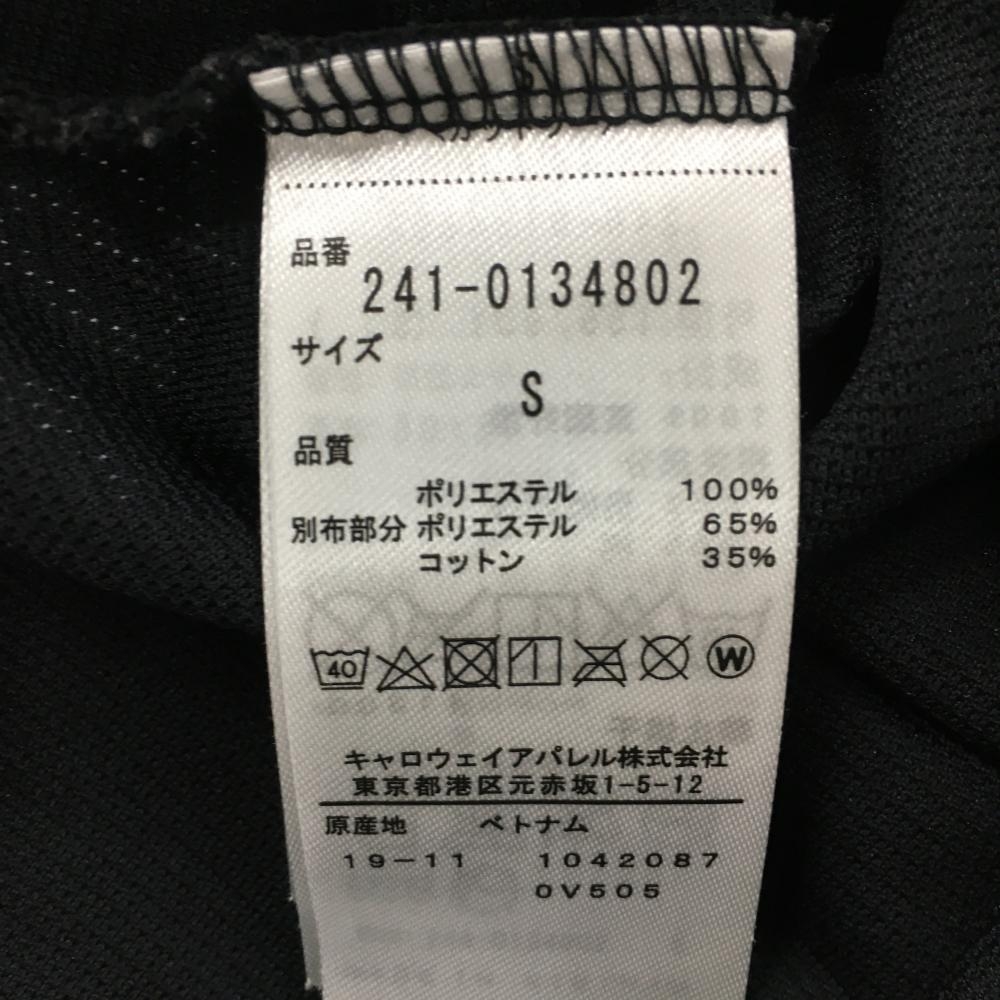 品番
241-0134802
サイズ
S
品質
ポリエステル 100%
別布部分 ポリエステル 65%
コットン 35%
40
W
キャロウェイアパレル株式会社
東京都港区元赤坂1-5-12
原産地 ベトナム
19-11 1042087
0V505